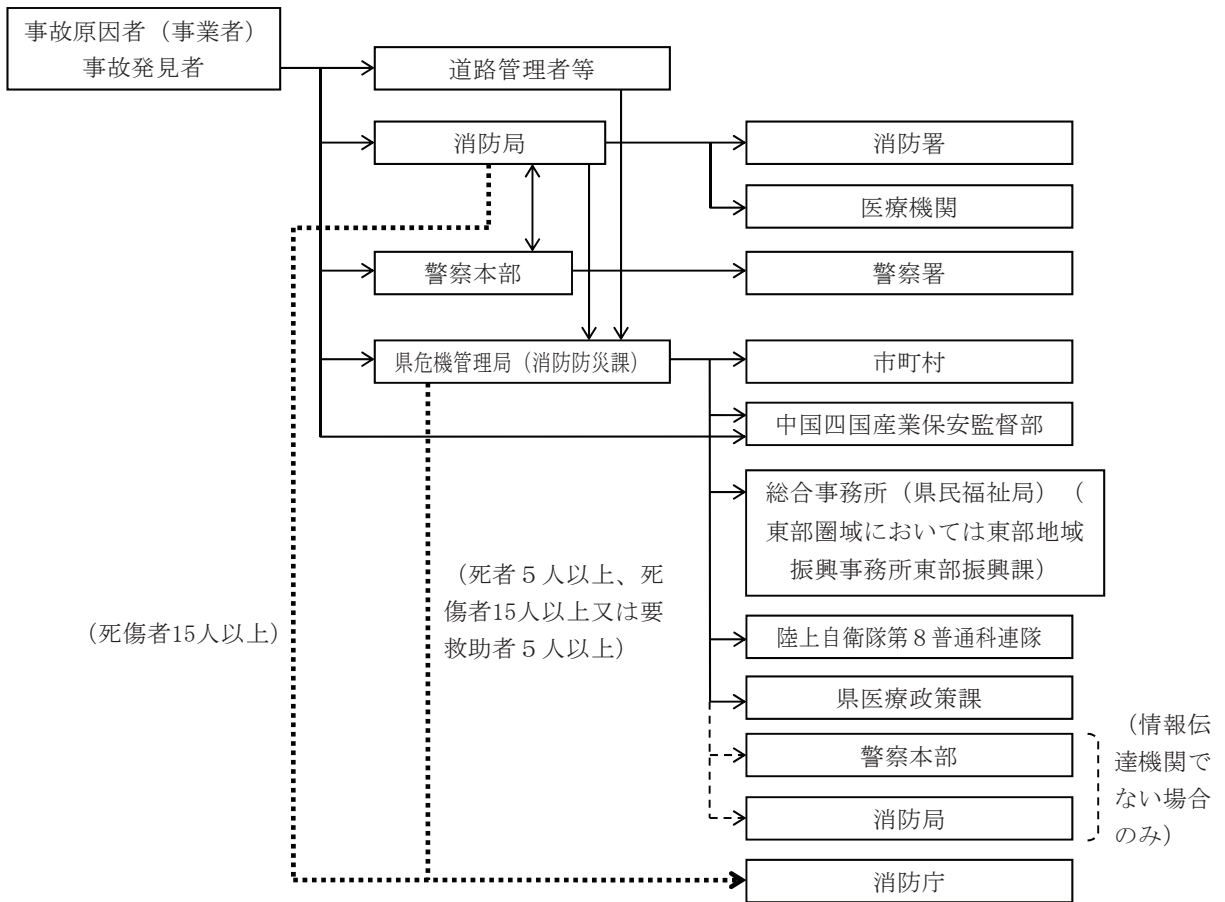 事故原因者（事業者）
事故発見者
道路管理者等
消防局
消防署
医療機関
警察本部
警察署
県危機管理局（消防防災課）
市町村
中国四国産業保安監督部
総合事務所（県民福祉局）（
東部圏域においては東部地域
振興事務所東部振興課）
（死者５人以上、死
傷者15人以上又は要
救助者５人以上）
（死傷者15人以上）
陸上自衛隊第８普通科連隊
県医療政策課
警察本部
消防局
（情報伝
達機関で
ない場合
のみ）
消防庁